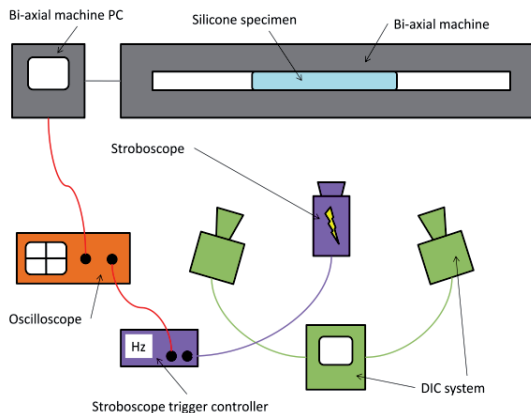 Bi-axial machine PC
Silicone specimen
Bi-axial machine
Stroboscope
Oscilloscope
Hz
Stroboscope trigger controller
DIC system